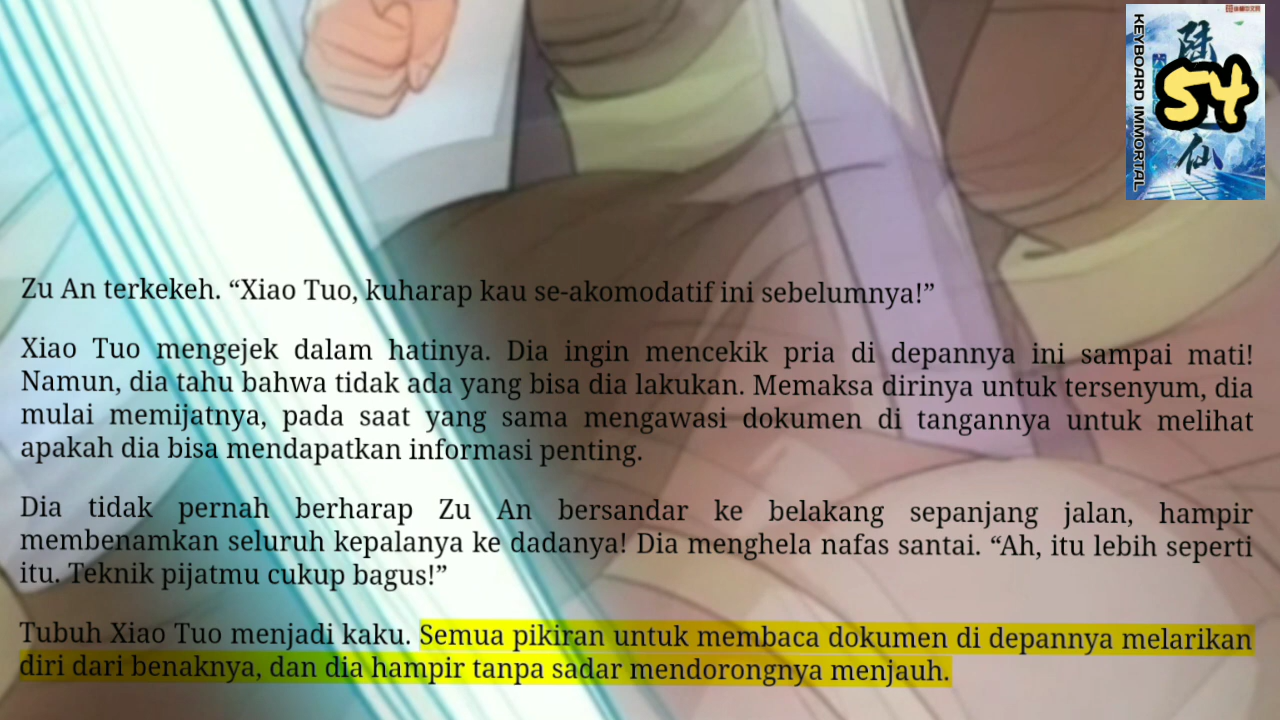 KEYBOARD IMMORTAL
54
Zu An terkekeh. “Xiao Tuo, kuharap kau se-akomodatif ini sebelumnya!”
Xiao Tuo mengejek dalam hatinya. Dia ingin mencekik pria di depannya ini sampai mati!
Namun, dia tahu bahwa tidak ada yang bisa dia lakukan. Memaksa dirinya untuk tersenyum, dia
mulai memijatnya, pada saat yang sama mengawasi dokumen di tangannya untuk melihat
apakah dia bisa mendapatkan informasi penting.
Dia tidak pernah berharap Zu An bersandar ke belakang sepanjang jalan, hampir
membenamkan seluruh kepalanya ke dadanya! Dia menghela nafas santai. “Ah, itu lebih seperti
itu. Teknik pijatmu cukup bagus!”
Tubuh Xiao Tuo menjadi kaku. Semua pikiran untuk membaca dokumen di depannya melarikan
diri dari benaknya, dan dia hampir tanpa sadar mendorongnya menjauh.